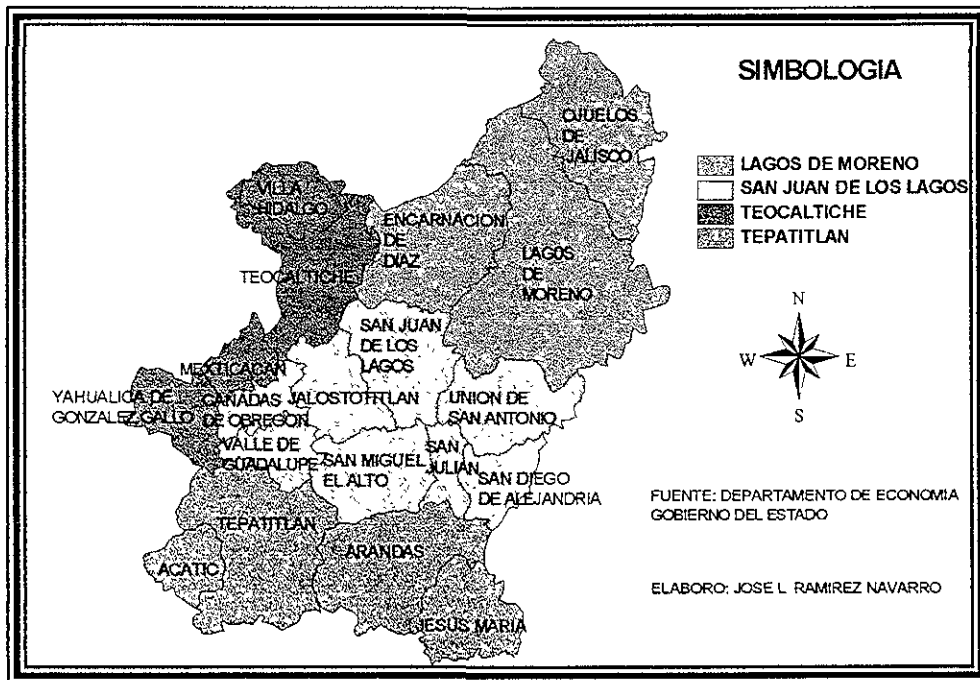 SIMBOLOGIA
LAGOS DE MORENO
SAN JUAN DE LOS LAGOS
TEOCALTICHE
TEPATITLAN
OJUELOS
DE
JALISCO
VILLA
HIDALGO
ENCARNACION
DE
DIAZ
LAGOS
DE
MORENO
TEOCALTICHE
SAN JUAN
DE LOS
LAGOS
MEXTICACAN
YAHUALICA DE
GONZALEZ GALLO
CAÑADAS
DE OBREGON
JALOSTOTITLAN
UNION DE
SAN ANTONIO
VALLE DE
GUADALUPE
SAN MIGUEL
EL ALTO
SAN
JULIAN
SAN DIEGO
DE ALEJANDRIA
TEPATITLAN
ARANDAS
ACATIC
JESUS MARIA
N
W
E
S
FUENTE: DEPARTAMENTO DE ECONOMIA
GOBIERNO DEL ESTADO
ELABORO: JOSE L. RAMIREZ NAVARRO